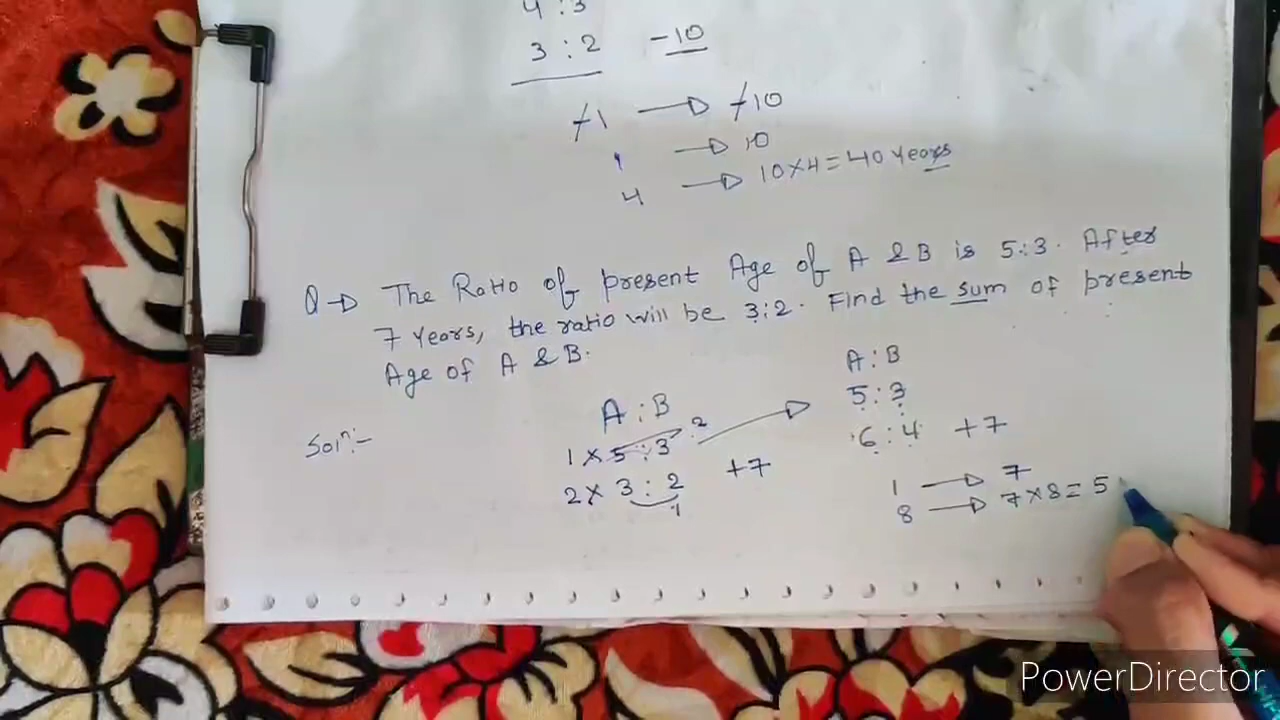 4 : 3
3 : 2 -10
-1 → -10
1 → 10
4 → 10×4=40 years
Q → The Ratio of present Age of A & B is 5:3. After
7 years, the ratio will be 3:2. Find the sum of present
Age of A & B.
Solⁿ:-
A : B
1 × 5 : 3 2
2 × 3 : 2 +7
1
A : B
5 : 3
6 : 4 +7
1 → 7
8 → 7×8= 5
PowerDirector